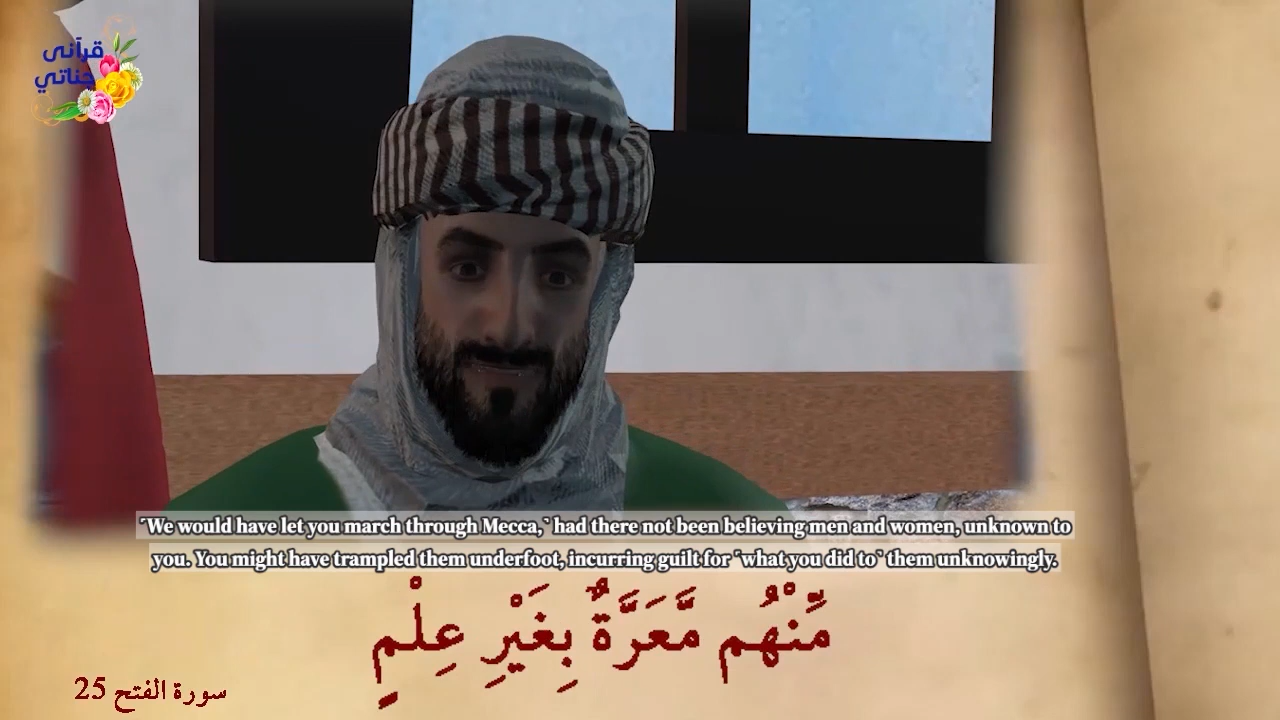 قرآنى
جناتي
˹We would have let you march through Mecca,˺ had there not been believing men and women, unknown to
you. You might have trampled them underfoot, incurring guilt for ˹what you did to˺ them unknowingly.
مِّنْهُم مَّعَرَّةٌۢ بِغَيْرِ عِلْمٍ
سورة الفتح 25